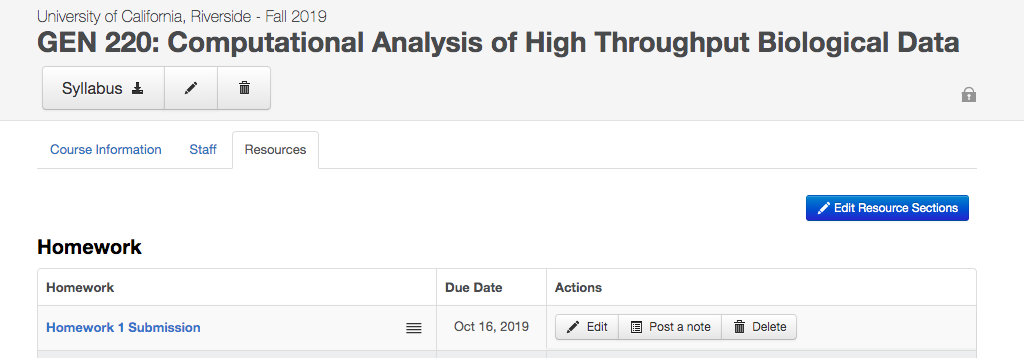 University of California, Riverside - Fall 2019
GEN 220: Computational Analysis of High Throughput Biological Data
Syllabus
Course Information Staff Resources
Edit Resource Sections
Homework
Homework Due Date Actions
Homework 1 Submission Oct 16, 2019 Edit Post a note Delete